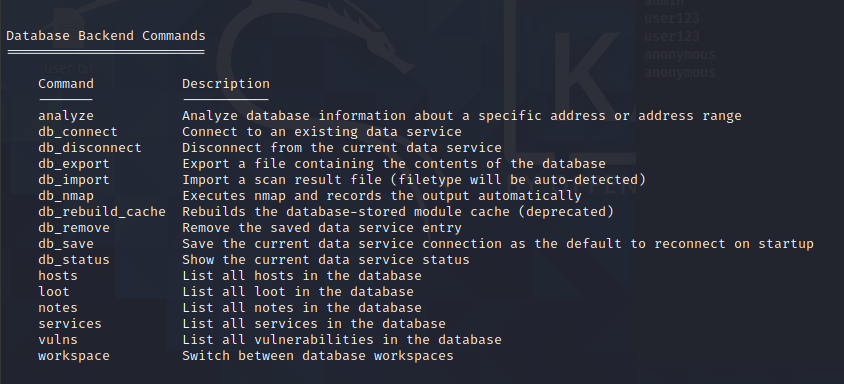 admin
user123
user123
anonymous
anonymous
Database Backend Commands
=========================
Command Description
------- -----------
analyze Analyze database information about a specific address or address range
db_connect Connect to an existing data service
db_disconnect Disconnect from the current data service
db_export Export a file containing the contents of the database
db_import Import a scan result file (filetype will be auto-detected)
db_nmap Executes nmap and records the output automatically
db_rebuild_cache Rebuilds the database-stored module cache (deprecated)
db_remove Remove the saved data service entry
db_save Save the current data service connection as the default to reconnect on startup
db_status Show the current data service status
hosts List all hosts in the database
loot List all loot in the database
notes List all notes in the database
services List all services in the database
vulns List all vulnerabilities in the database
workspace Switch between database workspaces